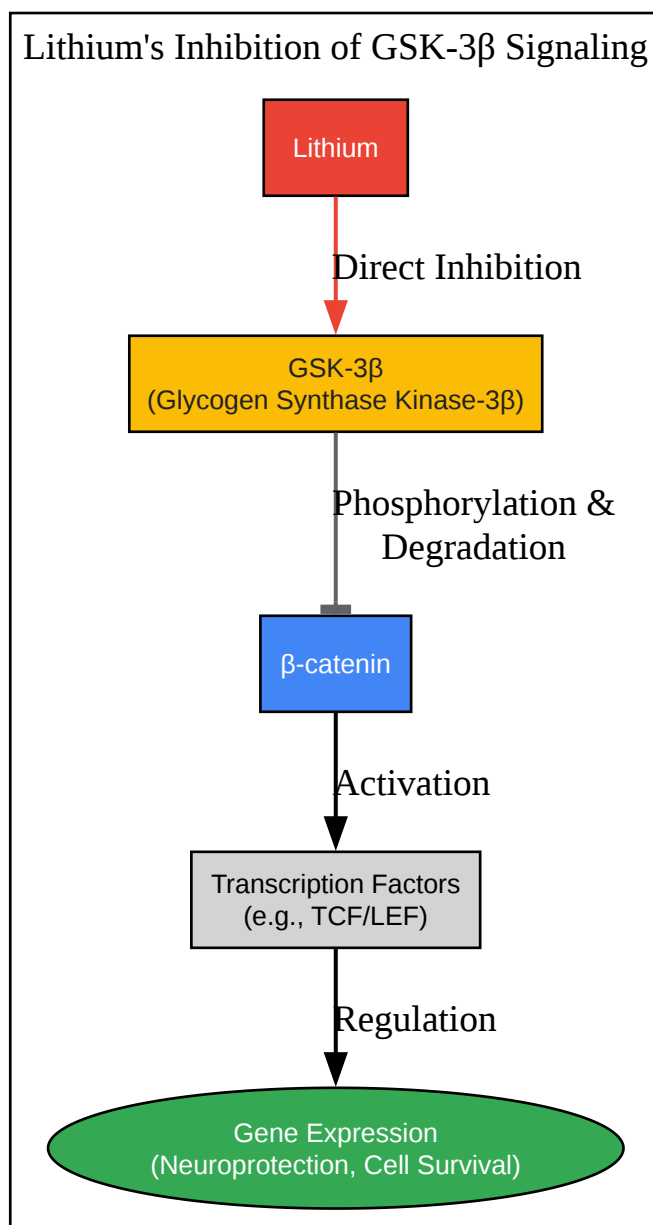 Lithium's Inhibition of GSK-3β Signaling
Lithium
Direct Inhibition
GSK-3β
(Glycogen Synthase Kinase-3β)
Phosphorylation &
Degradation
β-catenin
Activation
Transcription Factors
(e.g., TCF/LEF)
Regulation
Gene Expression
(Neuroprotection, Cell Survival)